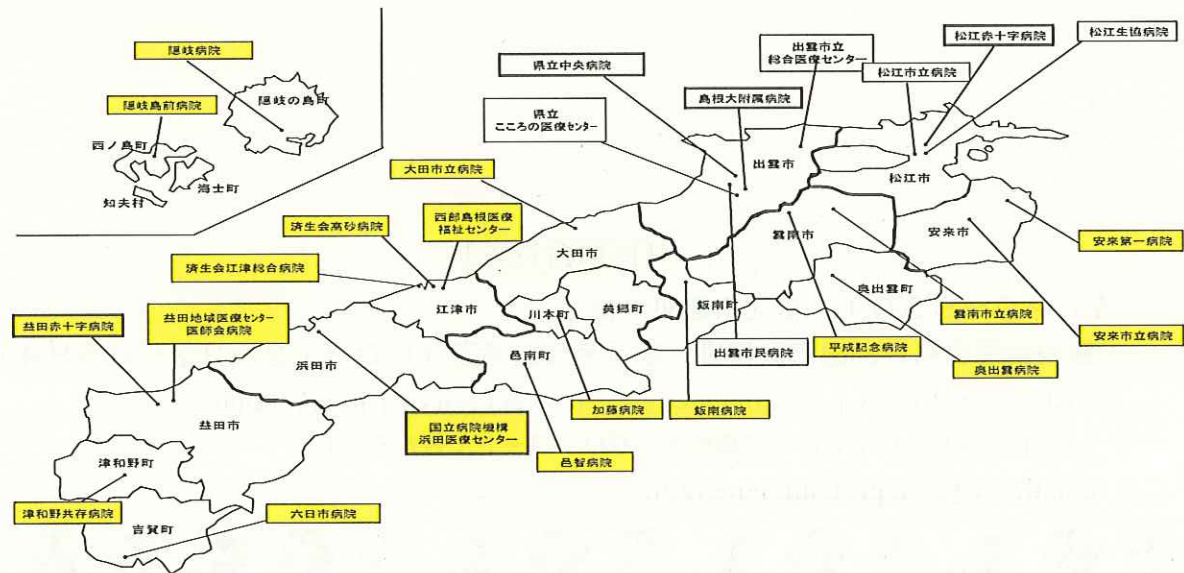 隠岐病院
隠岐島前病院
隠岐の島町
西ノ島町
海士町
知夫村
県立中央病院
県立
こころの医療センター
島根大附属病院
出雲市立
総合医療センター
松江市立病院
松江赤十字病院
松江生協病院
出雲市
松江市
大田市立病院
済生会高砂病院
西部島根医療
福祉センター
済生会江津総合病院
大田市
雲南市
安来市
安来第一病院
益田赤十字病院
益田地域医療センター
医師会病院
江津市
川本町
美郷町
飯南町
奥出雲町
雲南市立病院
安来市立病院
浜田市
邑南町
出雲市民病院
平成記念病院
奥出雲病院
益田市
国立病院機構
浜田医療センター
加藤病院
飯南病院
邑智病院
津和野町
津和野共存病院
吉賀町
六日市病院